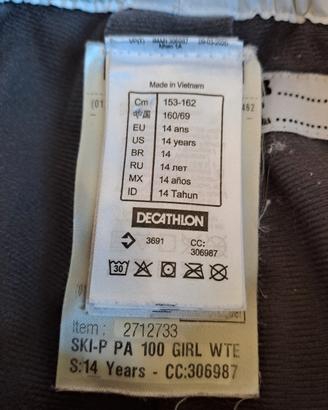 Made in Vietnam
Cm 153-162
中国 160/69
EU 14 ans
US 14 years
BR 14
RU 14 лет
MX 14 años
ID 14 Tahun
DECATHLON
3691 CC:
306987
30
Item: 2712733
SKI-P PA 100 GIRL WTE
S:14 Years - CC:306987